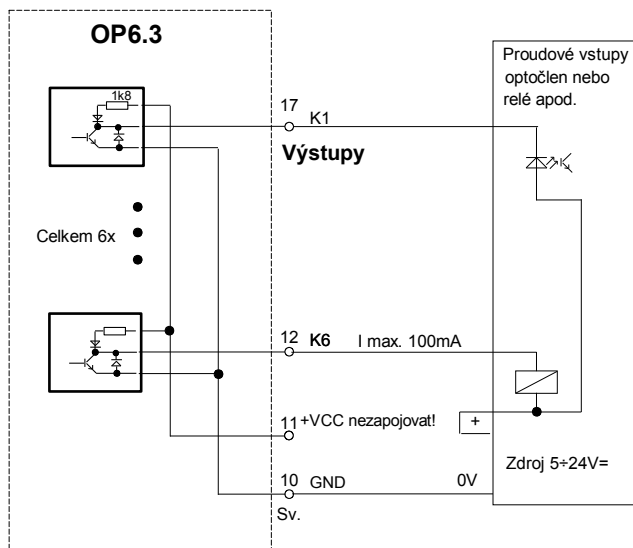 OP6.3
1k8
17
K1
Výstupy
Proudové vstupy
optočlen nebo
relé apod.
Celkem 6x
12
K6
I max. 100mA
11
+VCC nezapojovat!
+
Zdroj 5÷24V=
10
GND
0V
Sv.